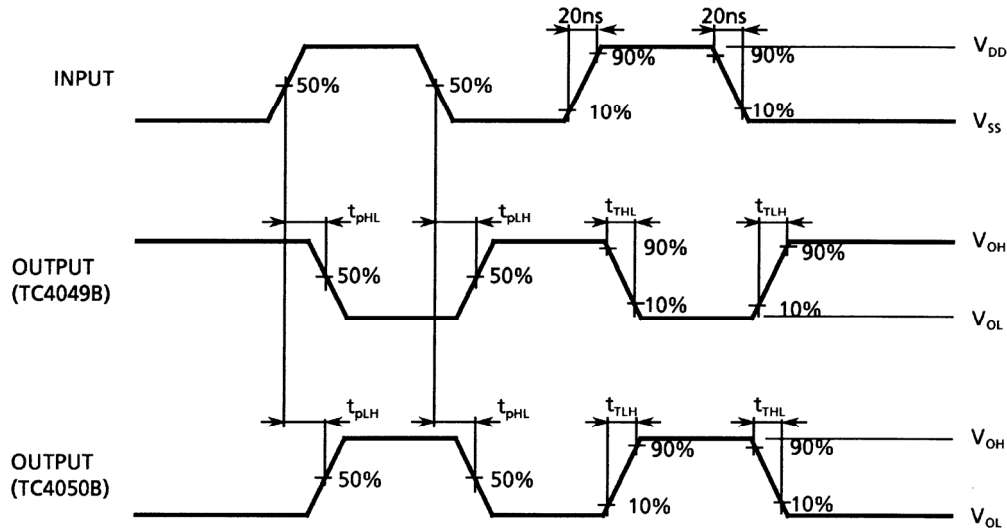 20ns 20ns
INPUT 50% 50% 90% 90% V_DD
10% 10% V_SS
t_pHL t_pLH t_THL t_TLH
OUTPUT
(TC4049B)
50% 50% 90% 90% V_OH
10% 10% V_OL
t_pLH t_pHL t_TLH t_THL
OUTPUT
(TC4050B)
50% 50% 90% 90% V_OH
10% 10% V_OL